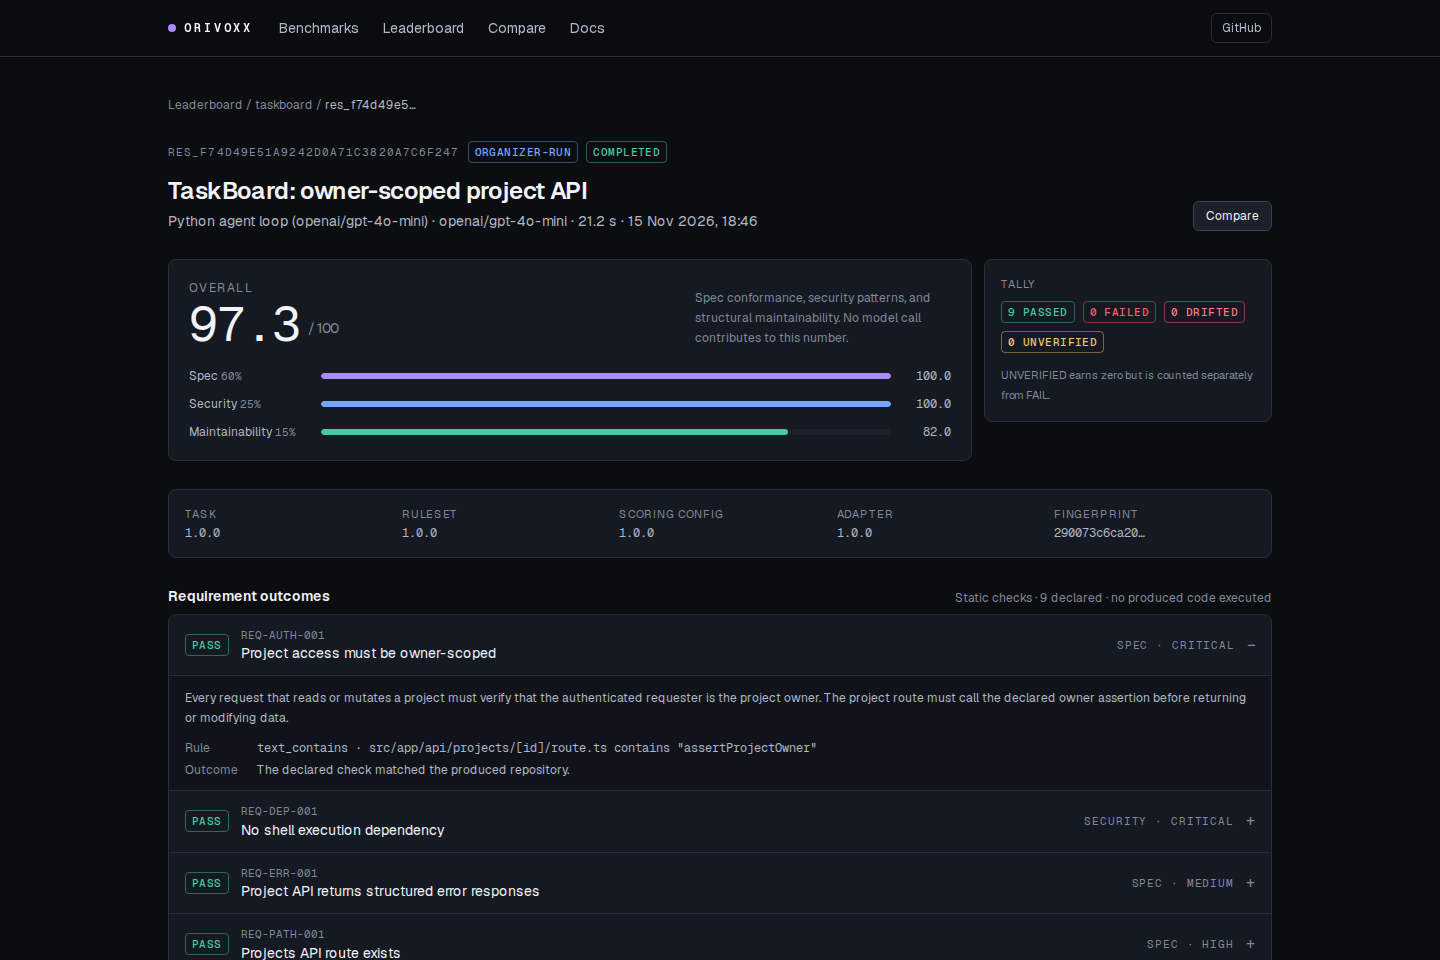 ORIVOXX Benchmarks Leaderboard Compare Docs GitHub
Leaderboard / taskboard / res_f74d49e5…
RES_F74D49E51A9242D0A71C3820A7C6F247 ORGANIZER-RUN COMPLETED
TaskBoard: owner-scoped project API
Python agent loop (openai/gpt-4o-mini) · openai/gpt-4o-mini · 21.2 s · 15 Nov 2026, 18:46
Compare
OVERALL
97.3 / 100
Spec conformance, security patterns, and
structural maintainability. No model call
contributes to this number.
Spec 60% 100.0
Security 25% 100.0
Maintainability 15% 82.0
TALLY
9 PASSED 0 FAILED 0 DRIFTED
0 UNVERIFIED
UNVERIFIED earns zero but is counted separately
from FAIL.
TASK RULESET SCORING CONFIG ADAPTER FINGERPRINT
1.0.0 1.0.0 1.0.0 1.0.0 290073c6ca20…
Requirement outcomes Static checks · 9 declared · no produced code executed
PASS REQ-AUTH-001
Project access must be owner-scoped SPEC · CRITICAL −
Every request that reads or mutates a project must verify that the authenticated requester is the project owner. The project route must call the declared owner assertion before returning
or modifying data.
Rule text_contains · src/app/api/projects/[id]/route.ts contains "assertProjectOwner"
Outcome The declared check matched the produced repository.
PASS REQ-DEP-001
No shell execution dependency SECURITY · CRITICAL +
PASS REQ-ERR-001
Project API returns structured error responses SPEC · MEDIUM +
PASS REQ-PATH-001
Projects API route exists SPEC · HIGH +